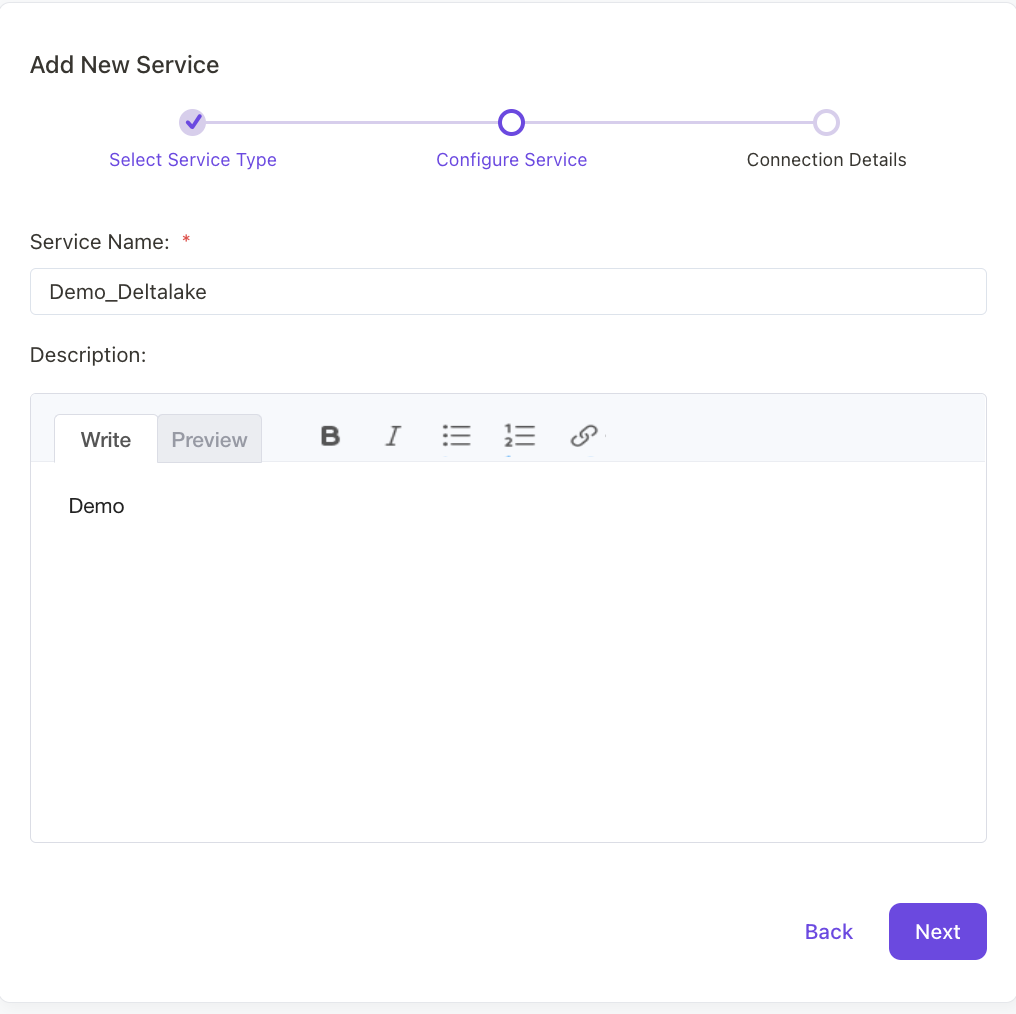 Add New Service
Select Service Type
Configure Service
Connection Details
Service Name: *
Demo_Deltalake
Description:
Write Preview B I
Demo
Back Next